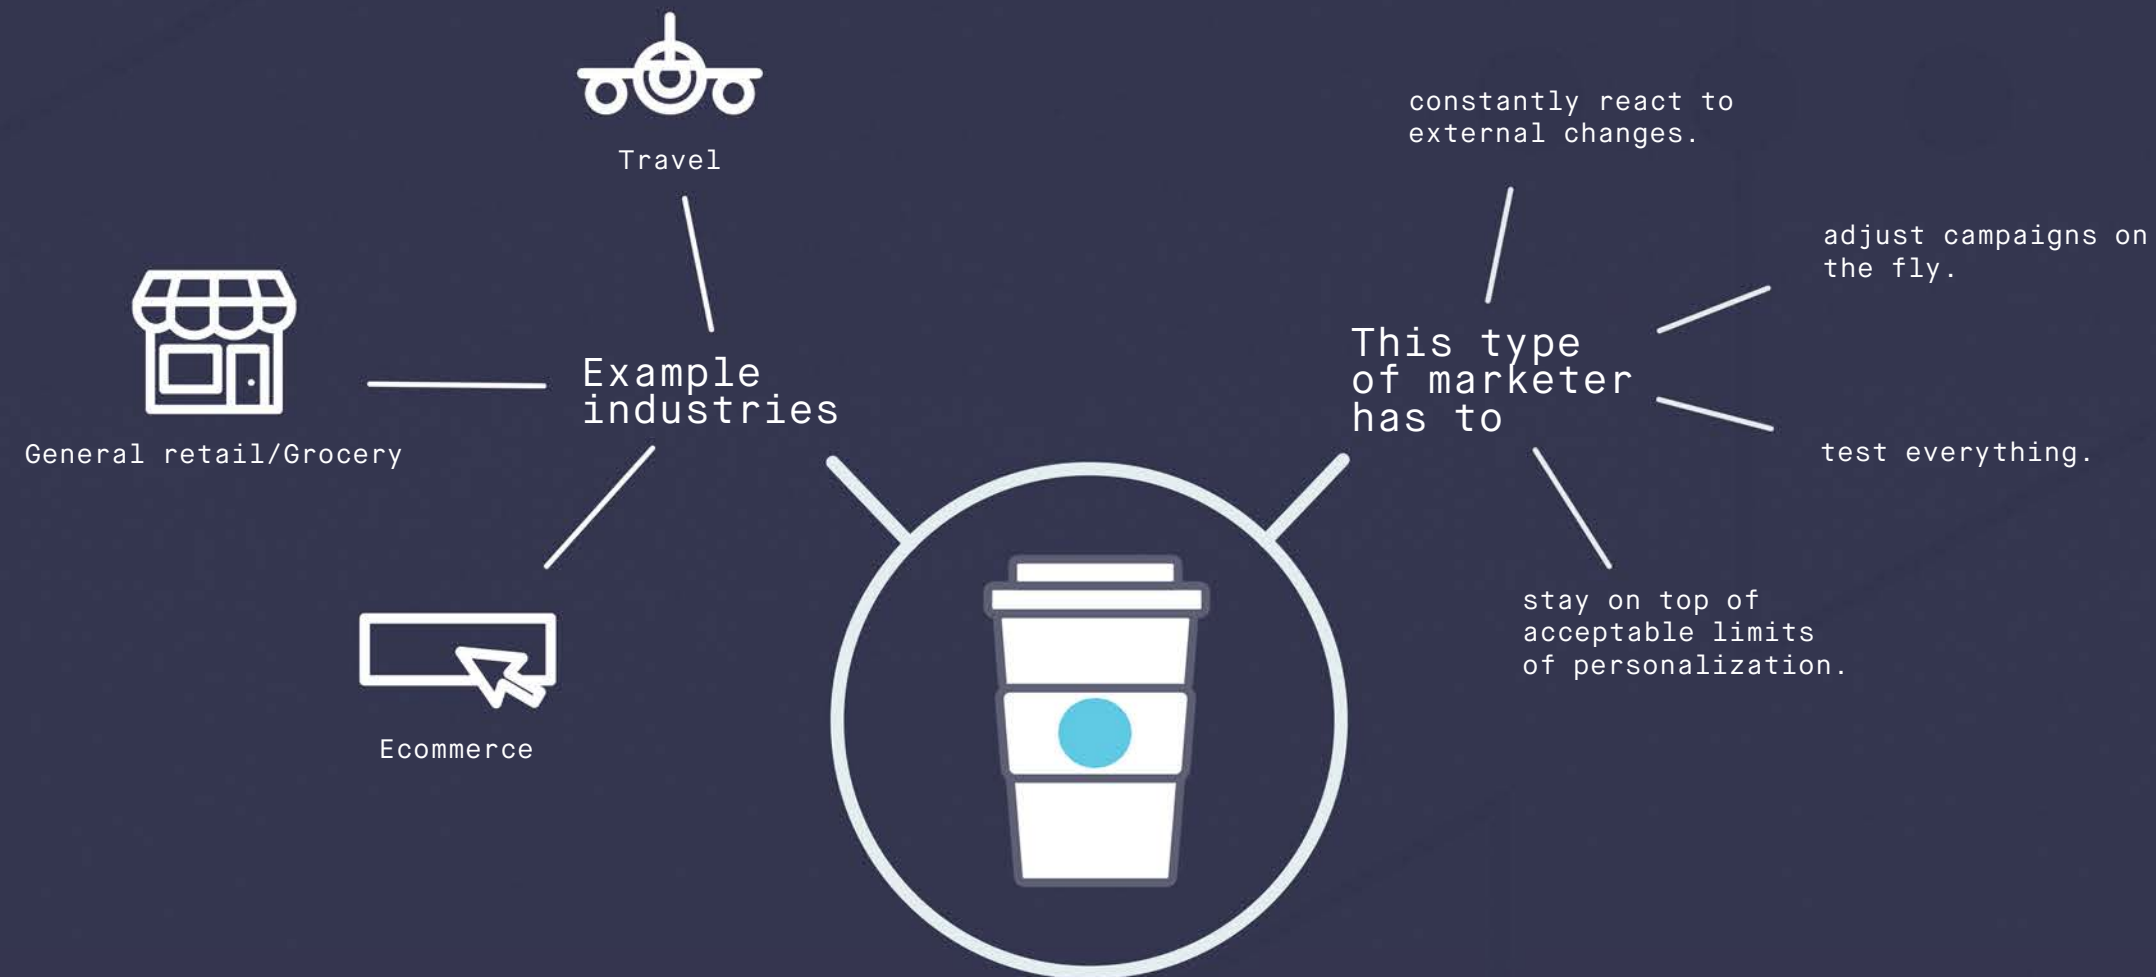 Travel
General retail/Grocery
Example
industries
Ecommerce
constantly react to
external changes.
adjust campaigns on
the fly.
This type
of marketer
has to
test everything.
stay on top of
acceptable limits
of personalization.